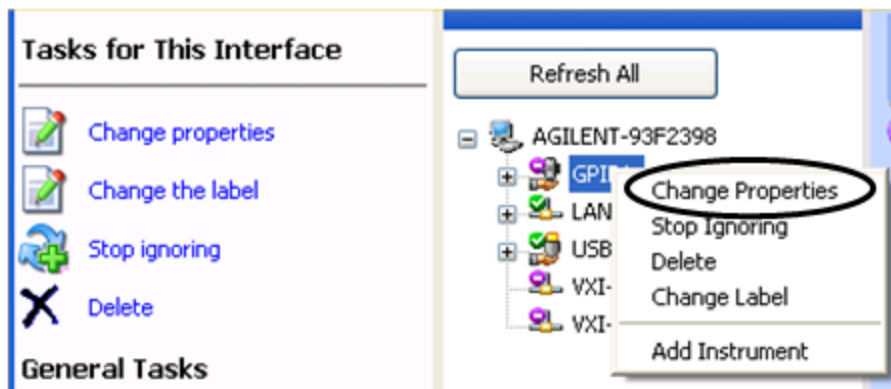 Tasks for This Interface
Change properties
Change the label
Stop ignoring
Delete
General Tasks
Refresh All
AGILENT-93F2398
LAN
USB
VXI-
VXI-
Change Properties
Stop Ignoring
Delete
Change Label
Add Instrument